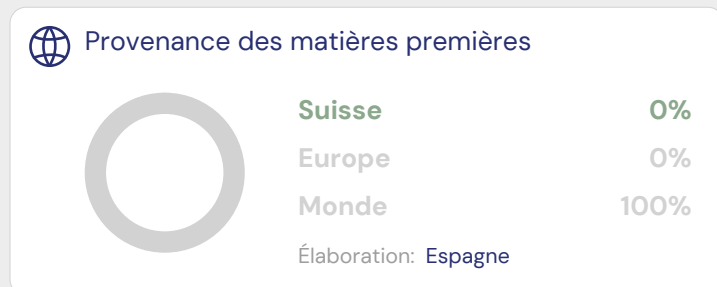 Provenance des matières premières
Suisse 0%
Europe 0%
Monde 100%
Élaboration: Espagne